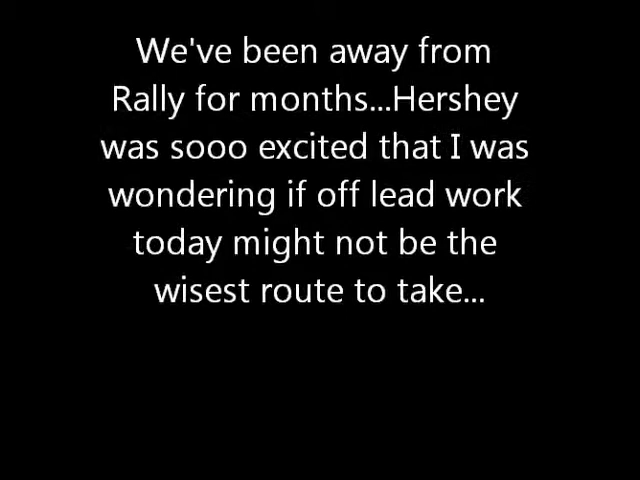 We've been away from
Rally for months...Hershey
was sooo excited that I was
wondering if off lead work
today might not be the
wisest route to take...